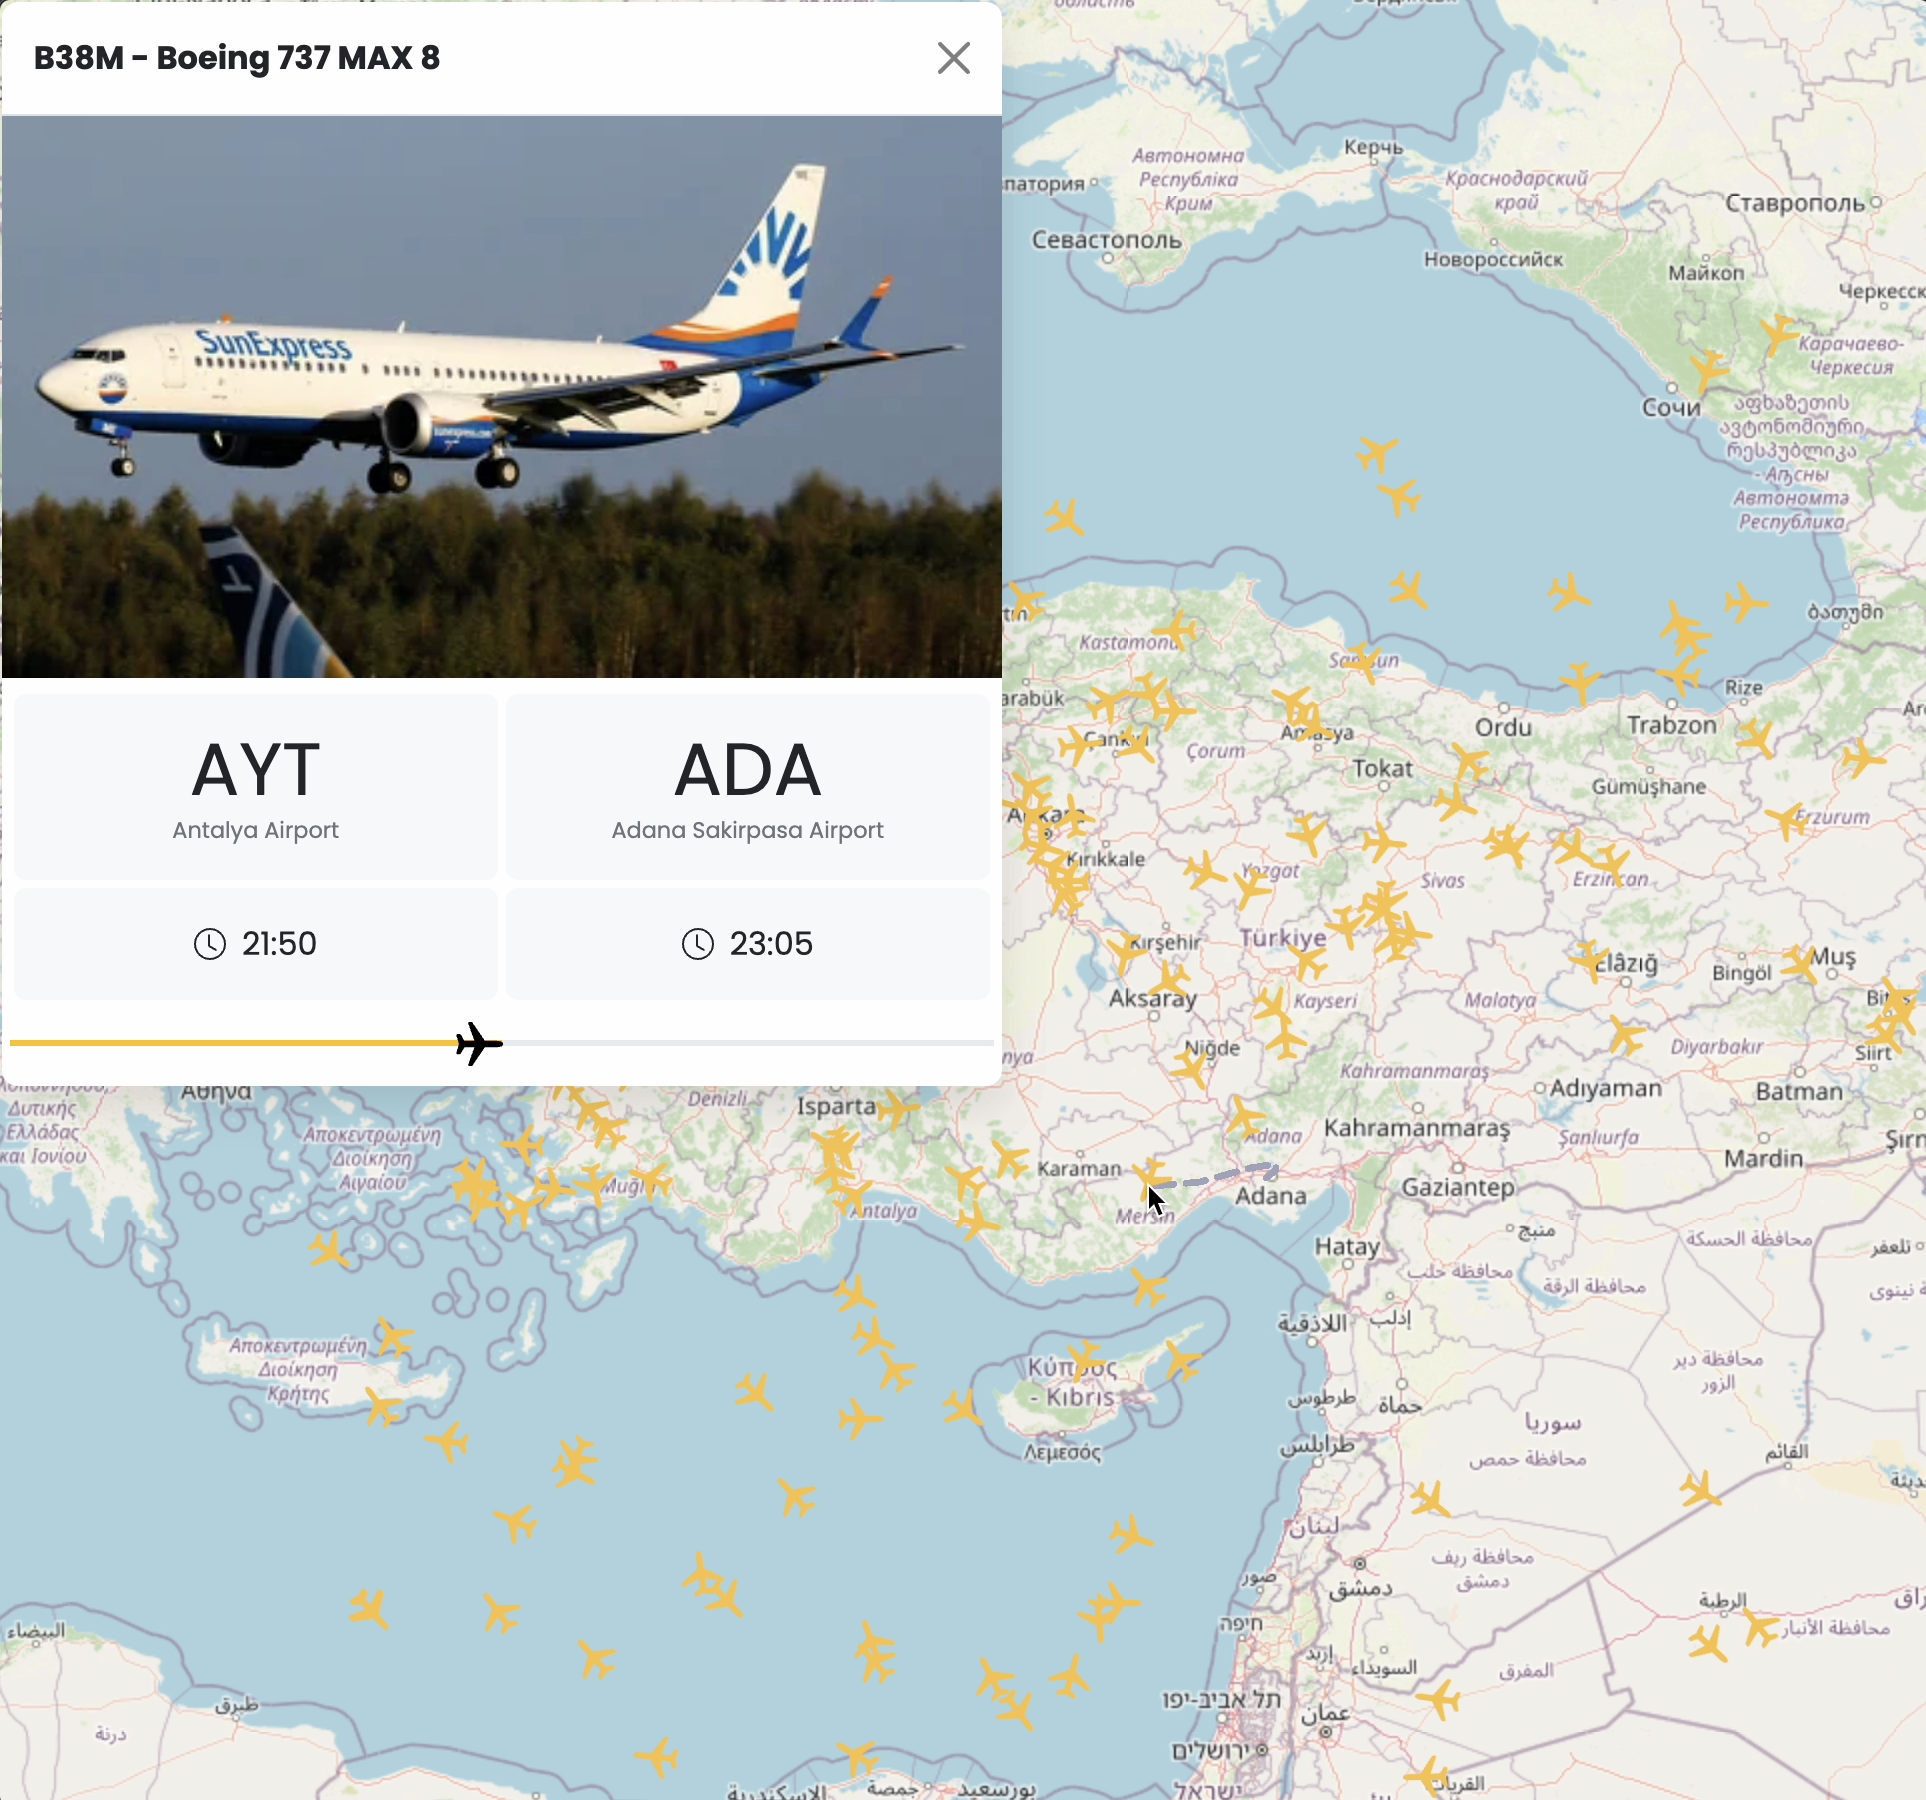 B38M - Boeing 737 MAX 8
SunExpress
sunexpress.com
AYT
Antalya Airport
ADA
Adana Sakirpasa Airport
21:50
23:05
Керчь
Автономна
Республіка
Крим
Севастополь
Краснодарский
край
Ставрополь
Новороссийск
Майкоп
Карачаево-
Черкесия
Сочи
აფხაზეთის
ავტონომიური
რესპუბლიკა
- Аҧсны
Автономтә
Республика
ბათუმი
Kastamonu
Samsun
Rize
Ordu
Trabzon
Çankırı
Çorum
Amasya
Tokat
Gümüşhane
Ankara
Erzurum
Kırıkkale
Yozgat
Sivas
Erzincan
Kırşehir
Türkiye
Elâzığ
Bingöl
Muş
Aksaray
Kayseri
Malatya
Niğde
Diyarbakır
Siirt
Kahramanmaraş
Adıyaman
Batman
Αθήνα
Denizli
Isparta
Δυτικής
Ελλάδας
και Ιονίου
Αποκεντρωμένη
Διοίκηση
Αιγαίου
Adana
Kahramanmaraş
Şanlıurfa
Mardin
Karaman
Muğla
Antalya
Mersin
Adana
Gaziantep
منبج
محافظة الحسكة
تلعفر
Hatay
محافظة حلب
محافظة الرقة
اللاذقية
إدلب
Αποκεντρωμένη
Διοίκηση
Κρήτης
Κύπρος
- Kıbrıs
محافظة دير
الزور
طرطوس
حماة
سوريا
Λεμεσός
طرابلس
محافظة حمص
القائم
لبنان
محافظة ريف
دمشق
صور
دمشق
الرطبة
البيضاء
חיפה
محافظة الأنبار
إربد
السويداء
المفرق
طبرق
תל אביב-יפו
عمان
درنة
ירושלים
القريات
الإسكندرية
جمصة
بورسعيد
ישראל